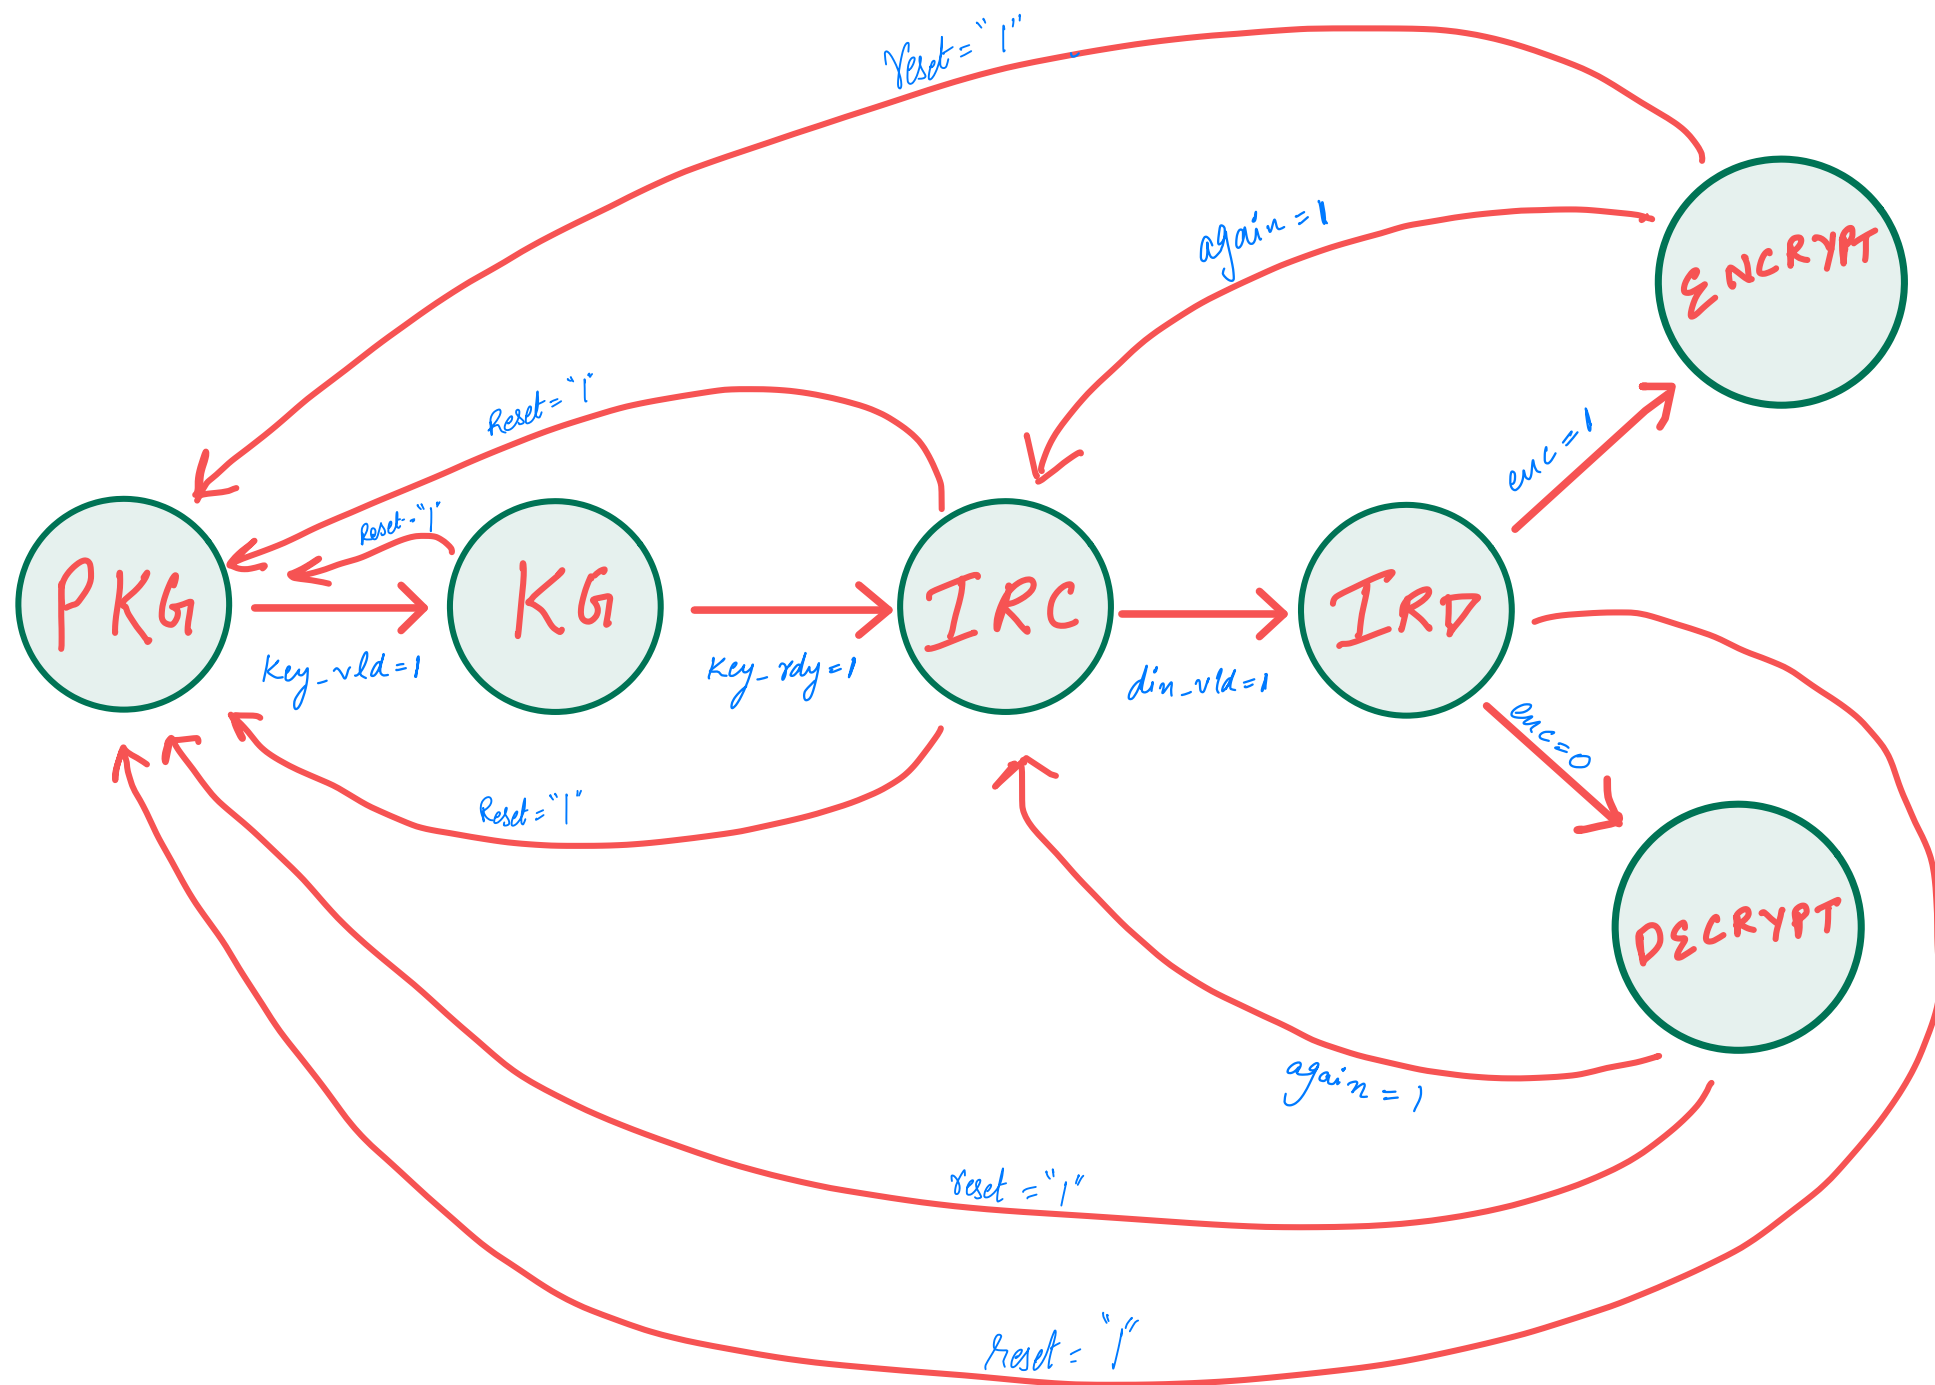 reset = "1"
again = 1
ENCRYPT
Reset = "1"
enc = 1
Reset = "1"
PKG
KG
IRC
IRD
Key_vld = 1
Key_rdy = 1
din_vld = 1
enc = 0
Reset = "1"
DECRYPT
again = 1
reset = "1"
reset = "1"